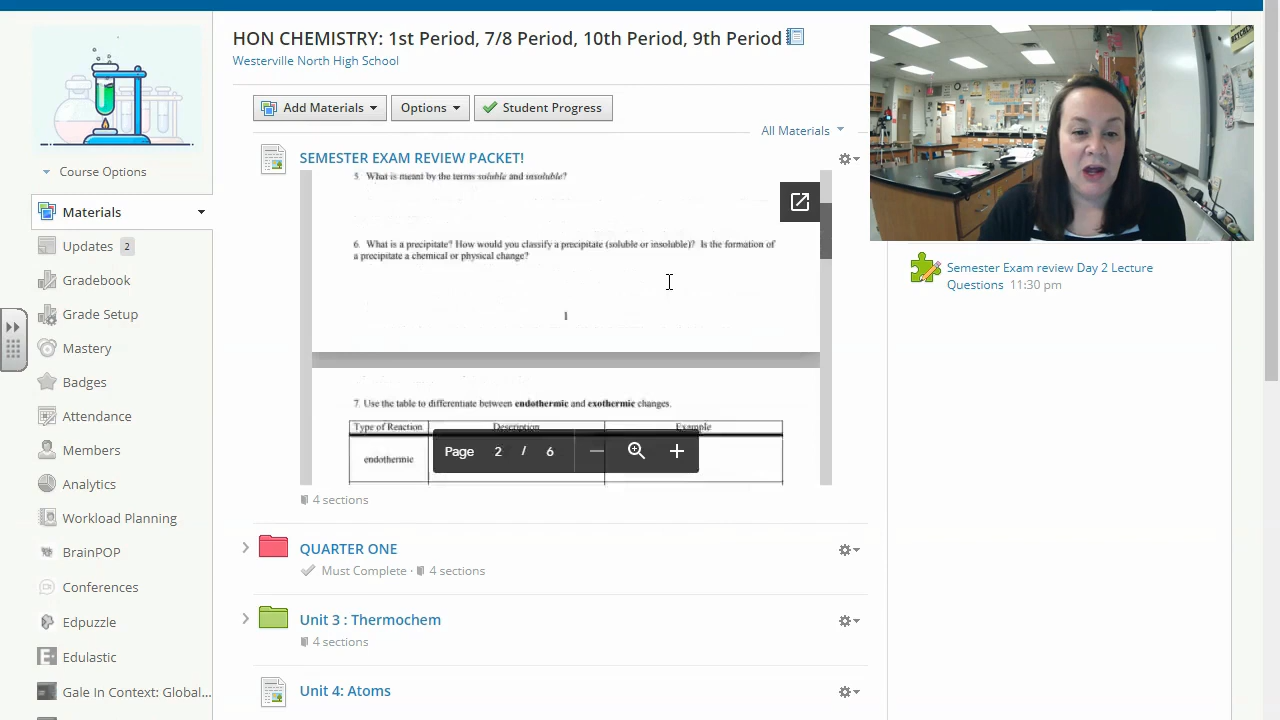 HON CHEMISTRY: 1st Period, 7/8 Period, 10th Period, 9th Period
Westerville North High School
Add Materials
Options
Student Progress
All Materials
Course Options
Materials
Updates 2
Gradebook
Grade Setup
Mastery
Badges
Attendance
Members
Analytics
Workload Planning
BrainPOP
Conferences
Edpuzzle
Edulastic
Gale In Context: Global...
SEMESTER EXAM REVIEW PACKET!
5. What is meant by the terms soluble and insoluble?
6. What is a precipitate? How would you classify a precipitate (soluble or insoluble)? Is the formation of
a precipitate a chemical or physical change?
1
7. Use the table to differentiate between endothermic and exothermic changes.
Type of Reaction Description Example
endothermic
Page 2 / 6
4 sections
QUARTER ONE
Must Complete · 4 sections
Unit 3 : Thermochem
4 sections
Unit 4: Atoms
Semester Exam review Day 2 Lecture
Questions 11:30 pm